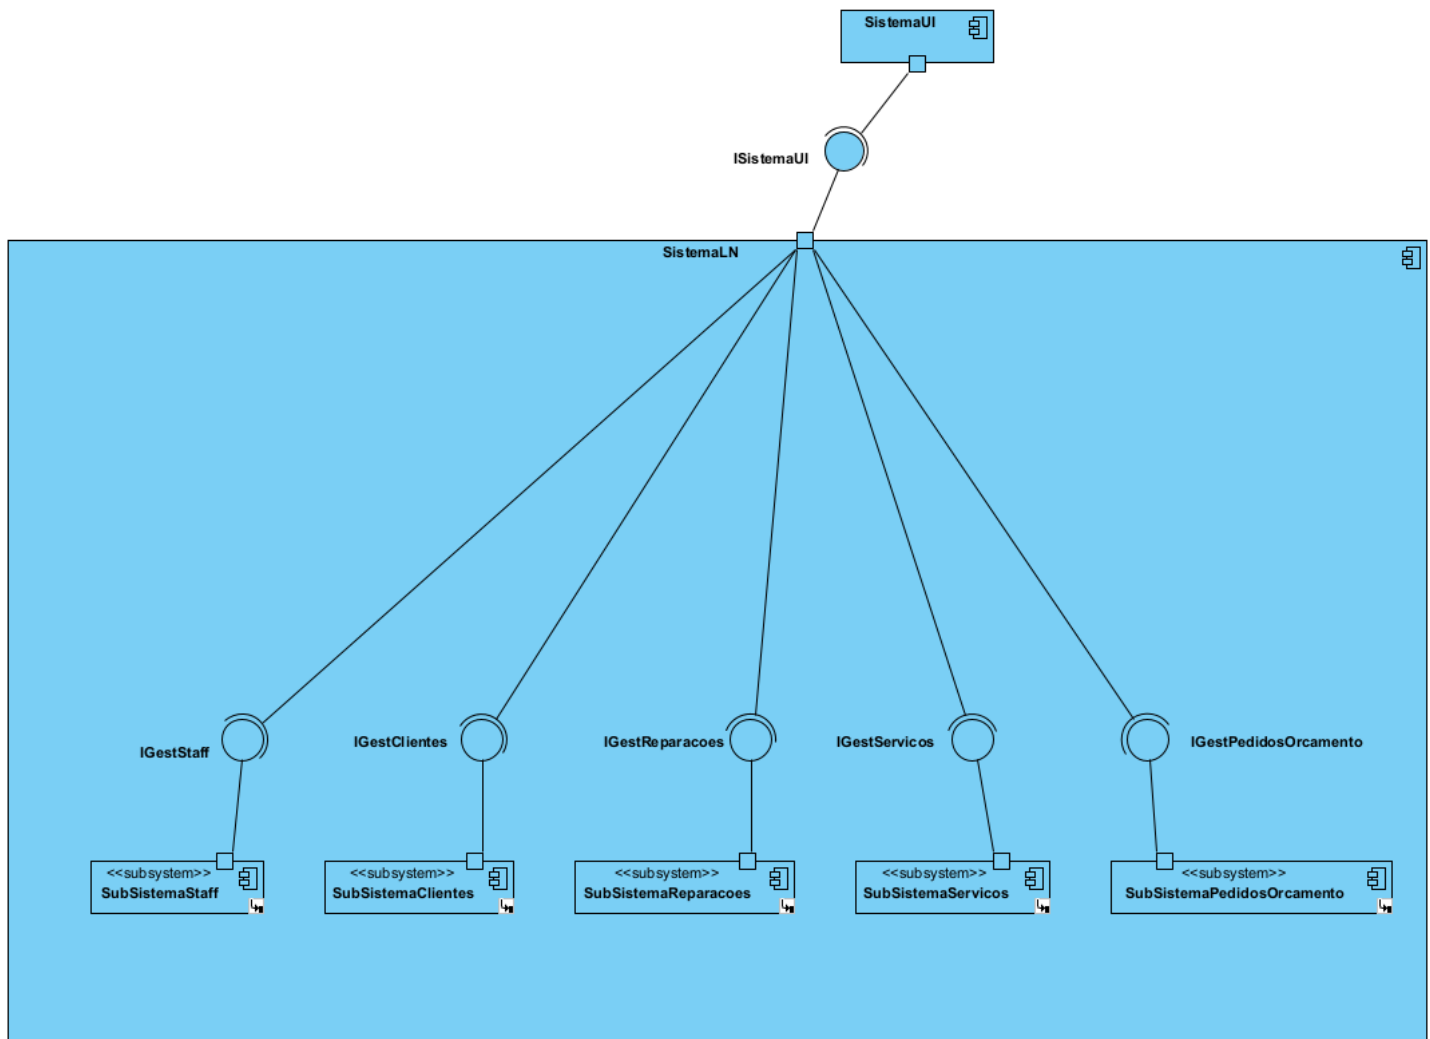 SistemaUI
ISistemaUI
SistemaLN
IGestStaff
IGestClientes
IGestReparacoes
IGestServicos
IGestPedidosOrcamento
<<subsystem>>
SubSistemaStaff
<<subsystem>>
SubSistemaClientes
<<subsystem>>
SubSistemaReparacoes
<<subsystem>>
SubSistemaServicos
<<subsystem>>
SubSistemaPedidosOrcamento